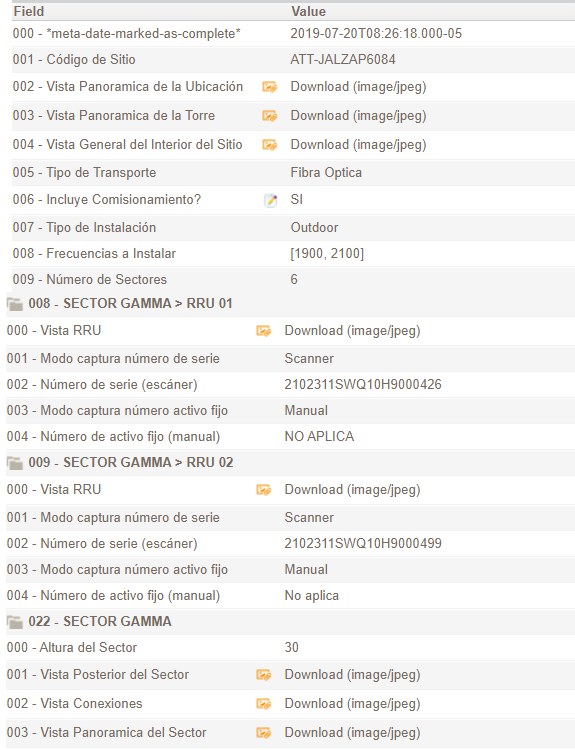 Field Value
000 - *meta-date-marked-as-complete* 2019-07-20T08:26:18.000-05
001 - Código de Sitio ATT-JALZAP6084
002 - Vista Panoramica de la Ubicación Download (image/jpeg)
003 - Vista Panoramica de la Torre Download (image/jpeg)
004 - Vista General del Interior del Sitio Download (image/jpeg)
005 - Tipo de Transporte Fibra Optica
006 - Incluye Comisionamiento? SI
007 - Tipo de Instalación Outdoor
008 - Frecuencias a Instalar [1900, 2100]
009 - Número de Sectores 6
008 - SECTOR GAMMA > RRU 01
000 - Vista RRU Download (image/jpeg)
001 - Modo captura número de serie Scanner
002 - Número de serie (escáner) 2102311SWQ10H9000426
003 - Modo captura número activo fijo Manual
004 - Número de activo fijo (manual) NO APLICA
009 - SECTOR GAMMA > RRU 02
000 - Vista RRU Download (image/jpeg)
001 - Modo captura número de serie Scanner
002 - Número de serie (escáner) 2102311SWQ10H9000499
003 - Modo captura número activo fijo Manual
004 - Número de activo fijo (manual) No aplica
022 - SECTOR GAMMA
000 - Altura del Sector 30
001 - Vista Posterior del Sector Download (image/jpeg)
002 - Vista Conexiones Download (image/jpeg)
003 - Vista Panoramica del Sector Download (image/jpeg)